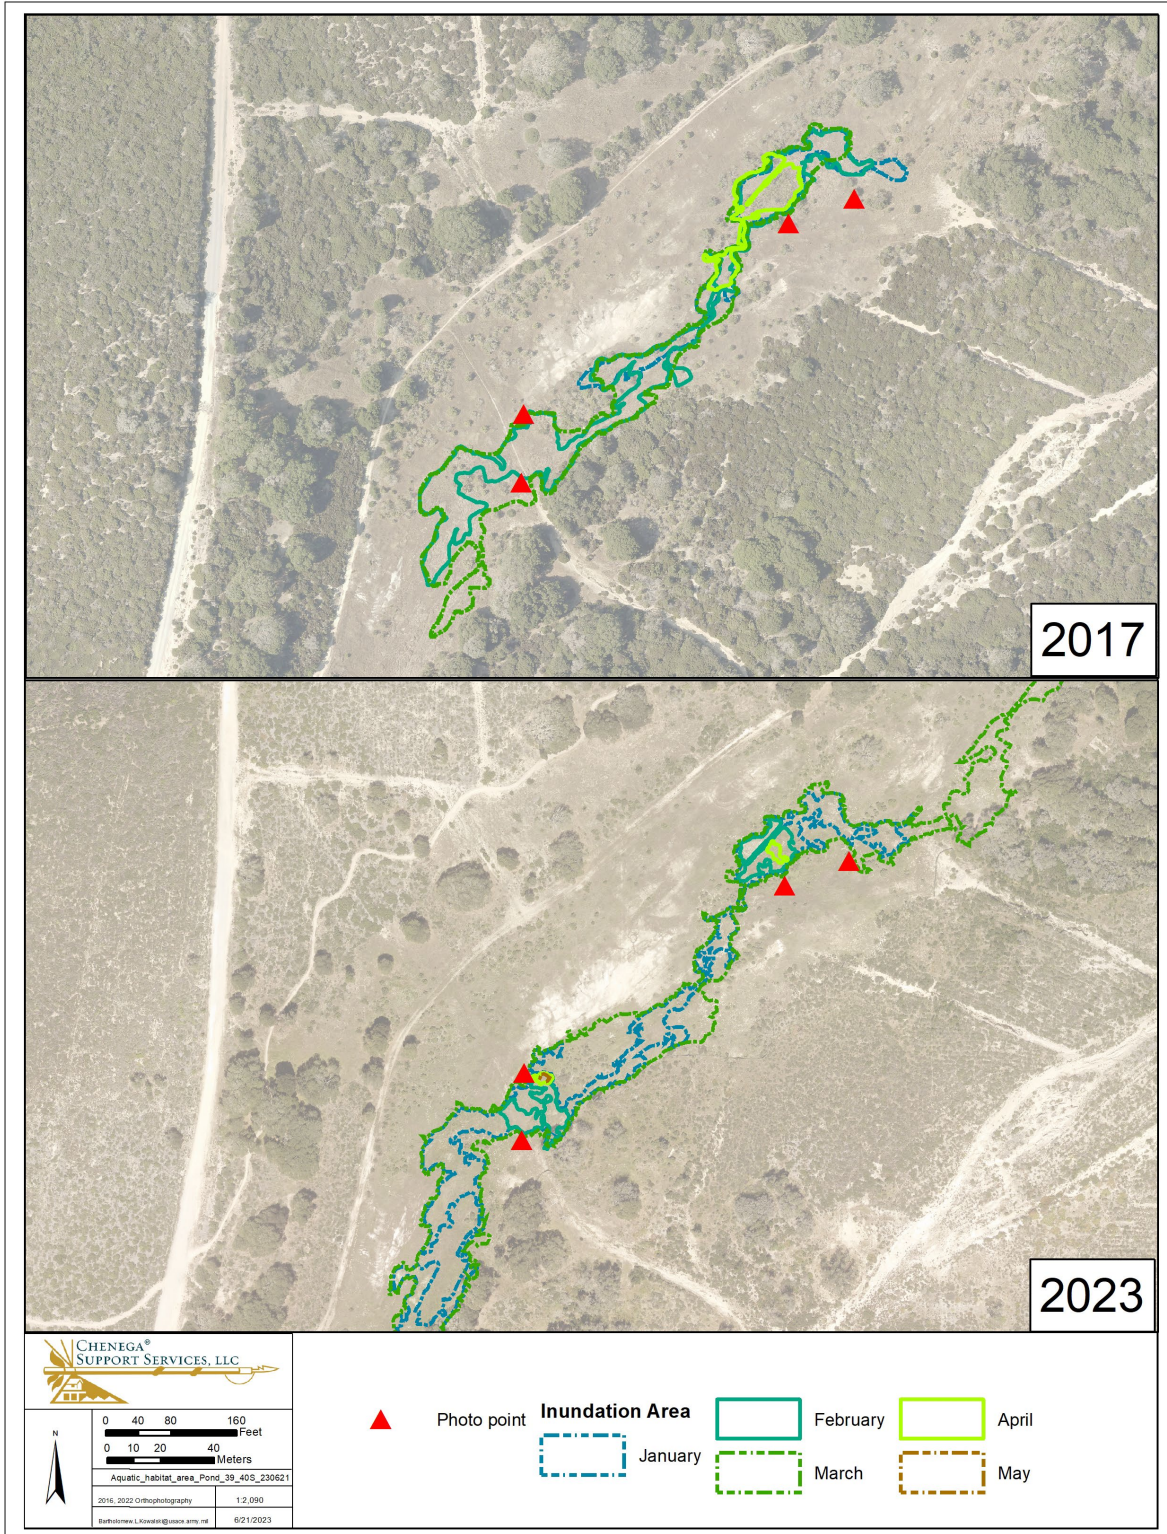 2017
2023
CHENEGA®
SUPPORT SERVICES, LLC
0 40 80 160
Feet
0 10 20 40
Meters
N
Aquatic_habitat_area_Pond_39_40S_230621
2016, 2022 Orthophotography 1:2,090
Bartholomew.L.Kowalski@usace.army.mil 6/21/2023
Photo point
Inundation Area
January
February
March
April
May